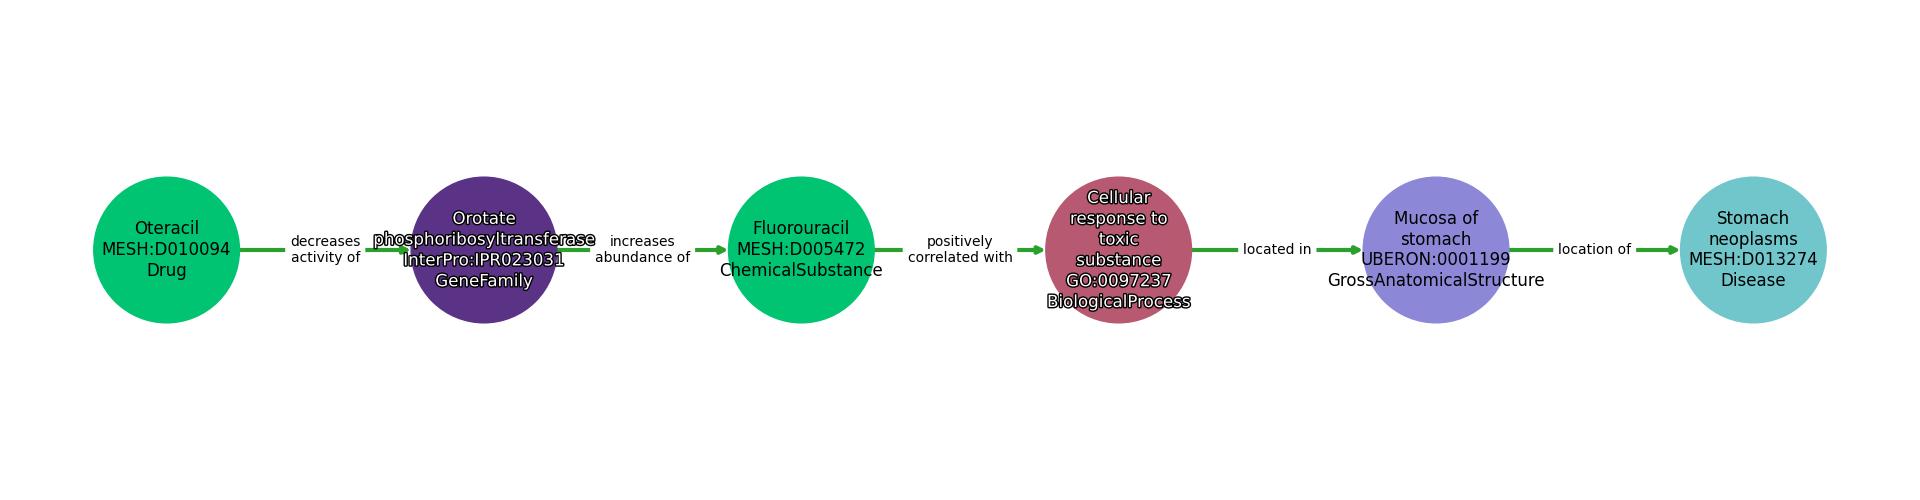 Oteracil
MESH:D010094
Drug
decreases
activity of
Orotate
phosphoribosyltransferase
InterPro:IPR023031
GeneFamily
increases
abundance of
Fluorouracil
MESH:D005472
ChemicalSubstance
positively
correlated with
Cellular
response to
toxic
substance
GO:0097237
BiologicalProcess
located in
Mucosa of
stomach
UBERON:0001199
GrossAnatomicalStructure
location of
Stomach
neoplasms
MESH:D013274
Disease